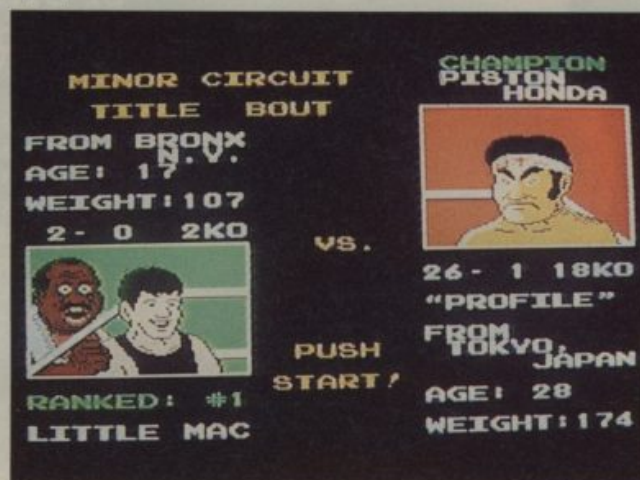 MINOR CIRCUIT
TITLE BOUT
FROM BRONX
N.Y.
AGE: 17
WEIGHT:107
2- 0 2KO
RANKED: #1
LITTLE MAC
VS.
PUSH
START!
CHAMPION
PISTON
HONDA
26- 1 18KO
"PROFILE"
FROM
TOKYO,
JAPAN
AGE: 28
WEIGHT:174